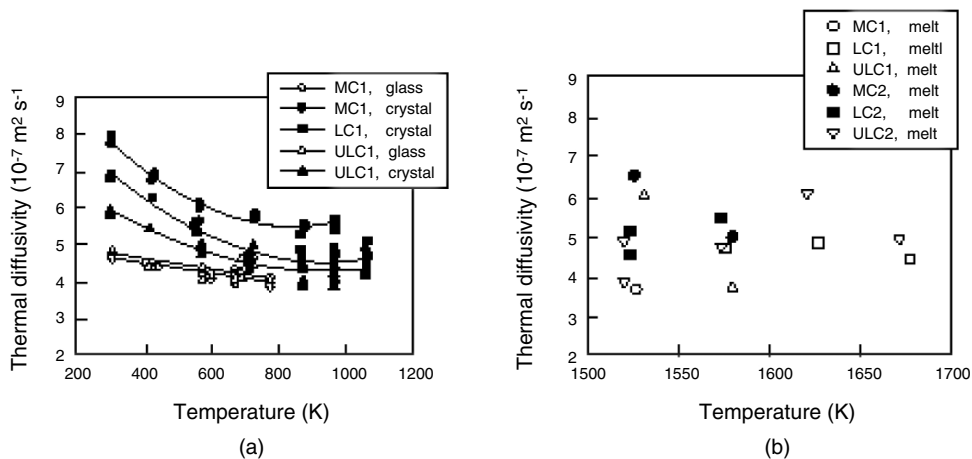 MC1, glass
MC1, crystal
LC1, crystal
ULC1, glass
ULC1, crystal
Thermal diffusivity (10-7 m2 s-1)
9
8
7
6
5
4
3
2
200 400 600 800 1000 1200
Temperature (K)
(a)
MC1, melt
LC1, meltl
ULC1, melt
MC2, melt
LC2, melt
ULC2, melt
Thermal diffusivity (10-7 m2 s-1)
9
8
7
6
5
4
3
2
1500 1550 1600 1650 1700
Temperature (K)
(b)